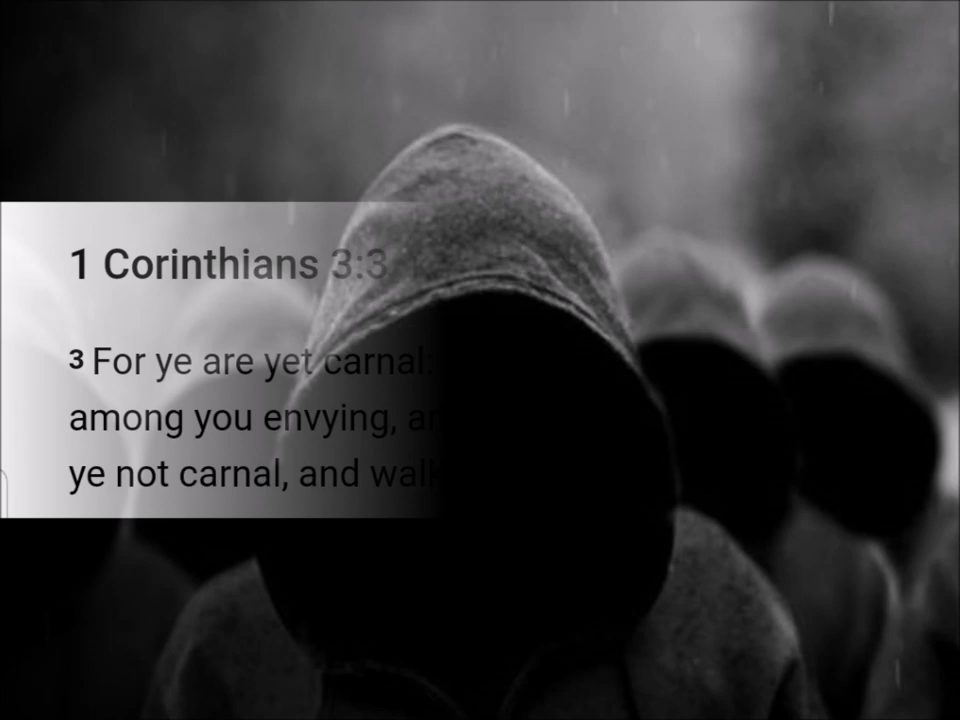 1 Corinthians 3:3
3 For ye are yet carnal:
among you envying,
ye not carnal, and